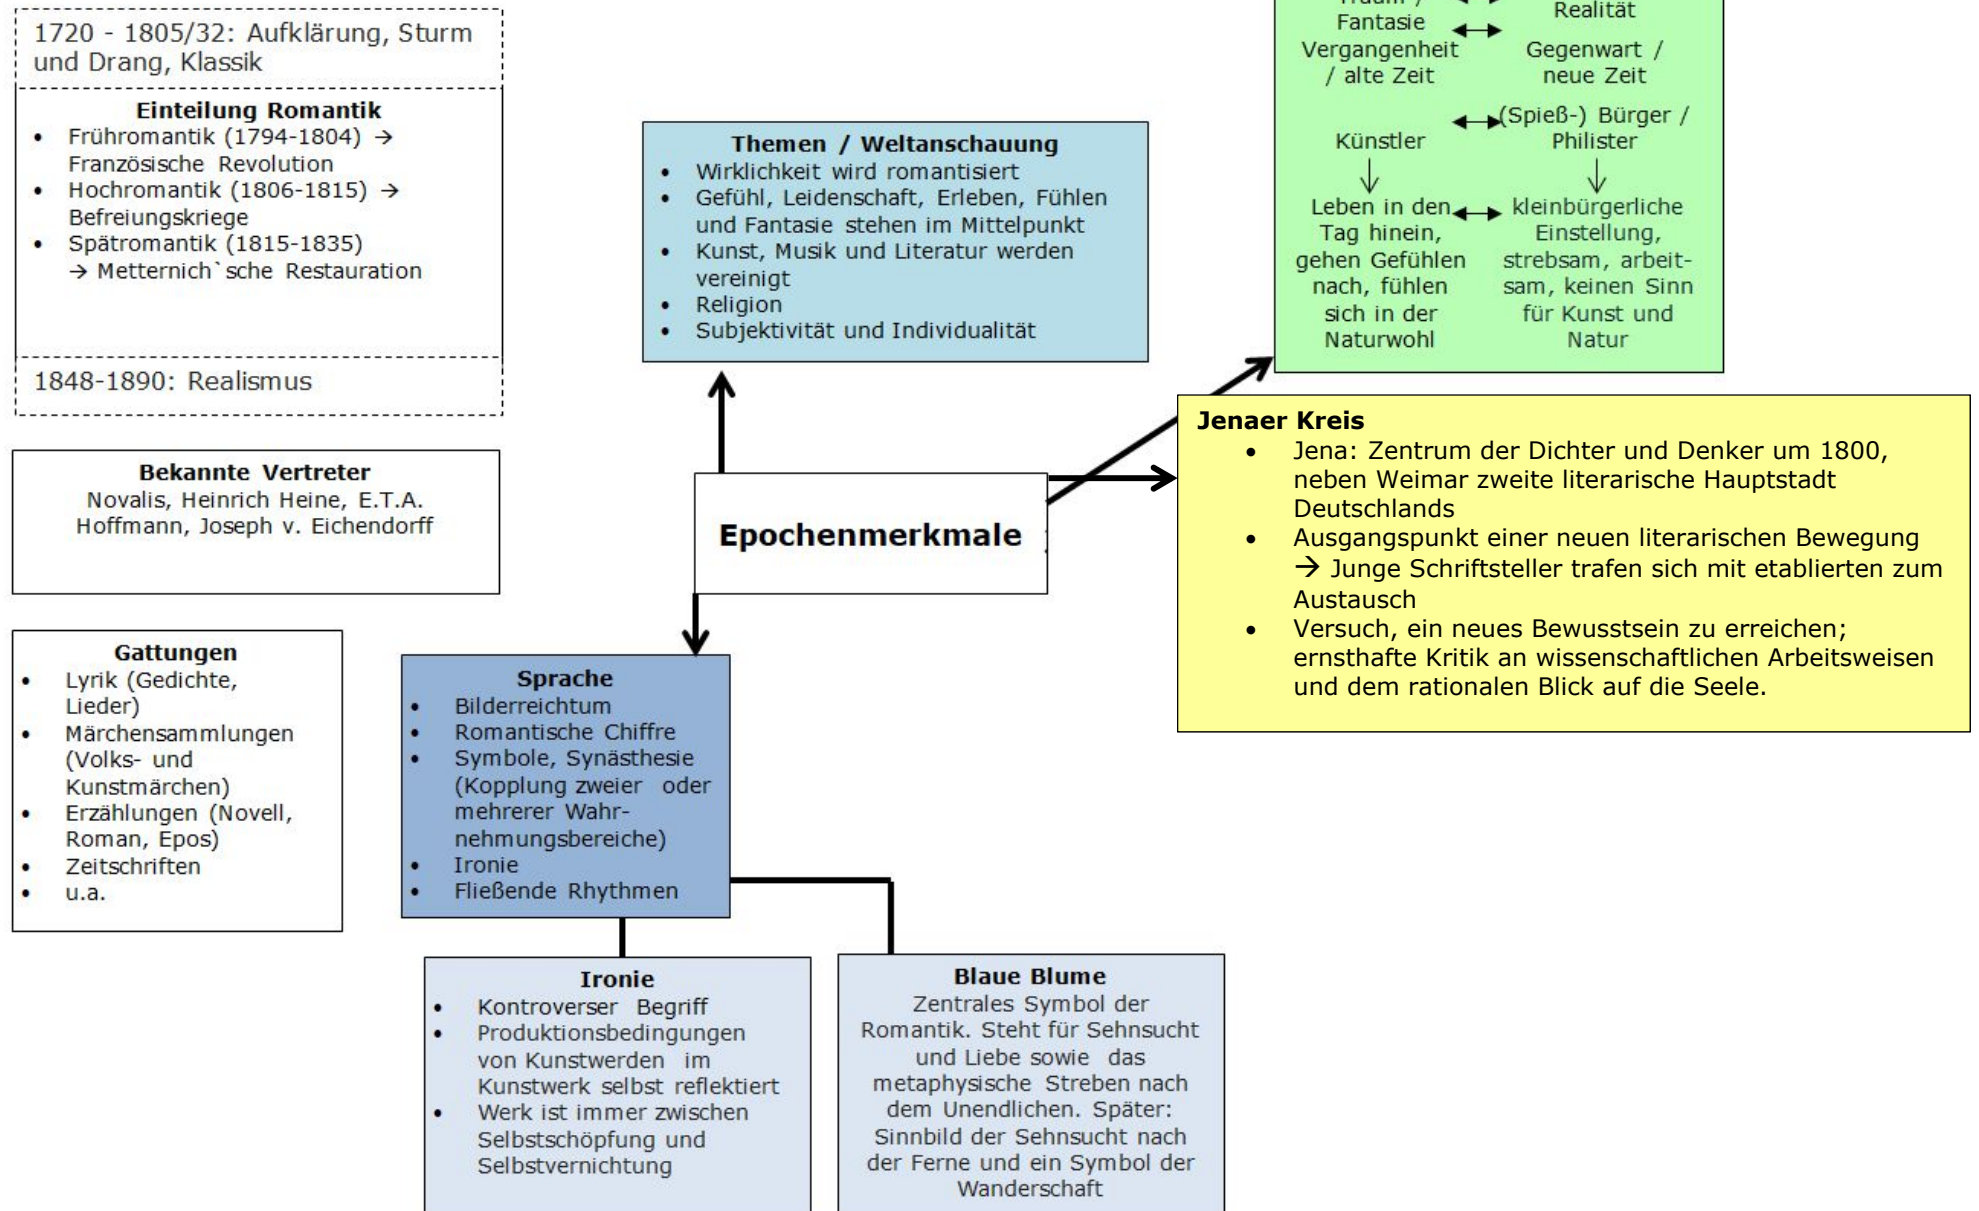 1720 - 1805/32: Aufklärung, Sturm
und Drang, Klassik
Einteilung Romantik
• Frühromantik (1794-1804) →
Französische Revolution
• Hochromantik (1806-1815) →
Befreiungskriege
• Spätromantik (1815-1835)
→ Metternich`sche Restauration
1848-1890: Realismus
Bekannte Vertreter
Novalis, Heinrich Heine, E.T.A.
Hoffmann, Joseph v. Eichendorff
Gattungen
• Lyrik (Gedichte,
Lieder)
• Märchensammlungen
(Volks- und
Kunstmärchen)
• Erzählungen (Novell,
Roman, Epos)
• Zeitschriften
• u.a.
Themen / Weltanschauung
• Wirklichkeit wird romantisiert
• Gefühl, Leidenschaft, Erleben, Fühlen
und Fantasie stehen im Mittelpunkt
• Kunst, Musik und Literatur werden
vereinigt
• Religion
• Subjektivität und Individualität
Epochenmerkmale
Sprache
• Bilderreichtum
• Romantische Chiffre
• Symbole, Synästhesie
(Kopplung zweier oder
mehrerer Wahr-
nehmungsbereiche)
• Ironie
• Fließende Rhythmen
Ironie
• Kontroverser Begriff
• Produktionsbedingungen
von Kunstwerden im
Kunstwerk selbst reflektiert
• Werk ist immer zwischen
Selbstschöpfung und
Selbstvernichtung
Blaue Blume
Zentrales Symbol der
Romantik. Steht für Sehnsucht
und Liebe sowie das
metaphysische Streben nach
dem Unendlichen. Später:
Sinnbild der Sehnsucht nach
der Ferne und ein Symbol der
Wanderschaft
Fantasie
Vergangenheit
/ alte Zeit
Künstler
Leben in den
Tag hinein,
gehen Gefühlen
nach, fühlen
sich in der
Naturwohl
Realität
Gegenwart /
neue Zeit
(Spieß-) Bürger /
Philister
kleinbürgerliche
Einstellung,
strebsam, arbeit-
sam, keinen Sinn
für Kunst und
Natur
Jenaer Kreis
• Jena: Zentrum der Dichter und Denker um 1800,
neben Weimar zweite literarische Hauptstadt
Deutschlands
• Ausgangspunkt einer neuen literarischen Bewegung
→ Junge Schriftsteller trafen sich mit etablierten zum
Austausch
• Versuch, ein neues Bewusstsein zu erreichen;
ernsthafte Kritik an wissenschaftlichen Arbeitsweisen
und dem rationalen Blick auf die Seele.